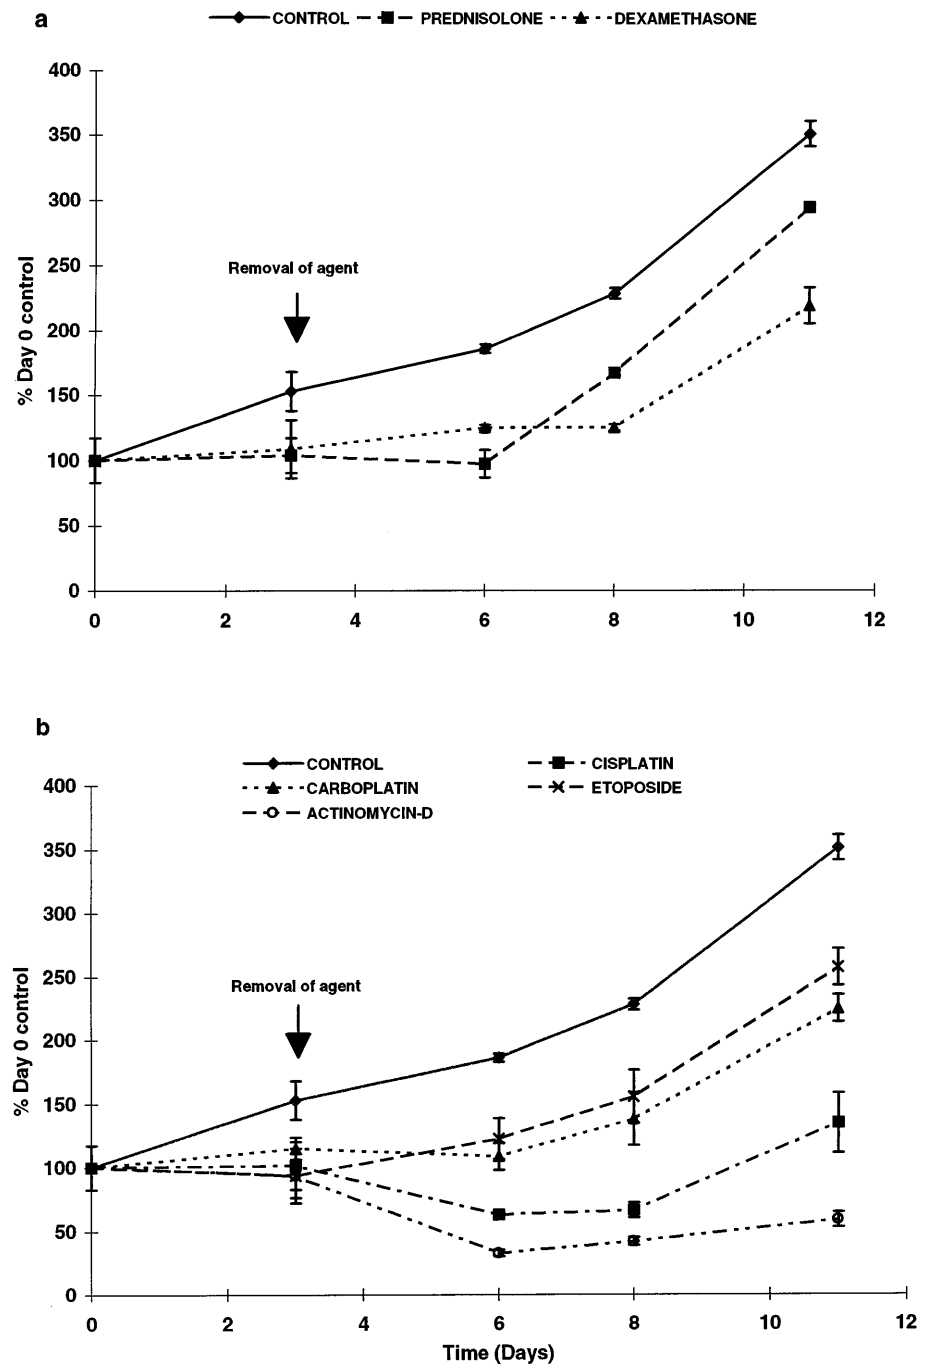 a
CONTROL PREDNISOLONE DEXAMETHASONE
400
350
300
250
200
150
100
50
0
% Day 0 control
Removal of agent
0 2 4 6 8 10 12
b
CONTROL CISPLATIN
CARBOPLATIN ETOPOSIDE
ACTINOMYCIN-D
400
350
300
250
200
150
100
50
0
% Day 0 control
Removal of agent
0 2 4 6 8 10 12
Time (Days)